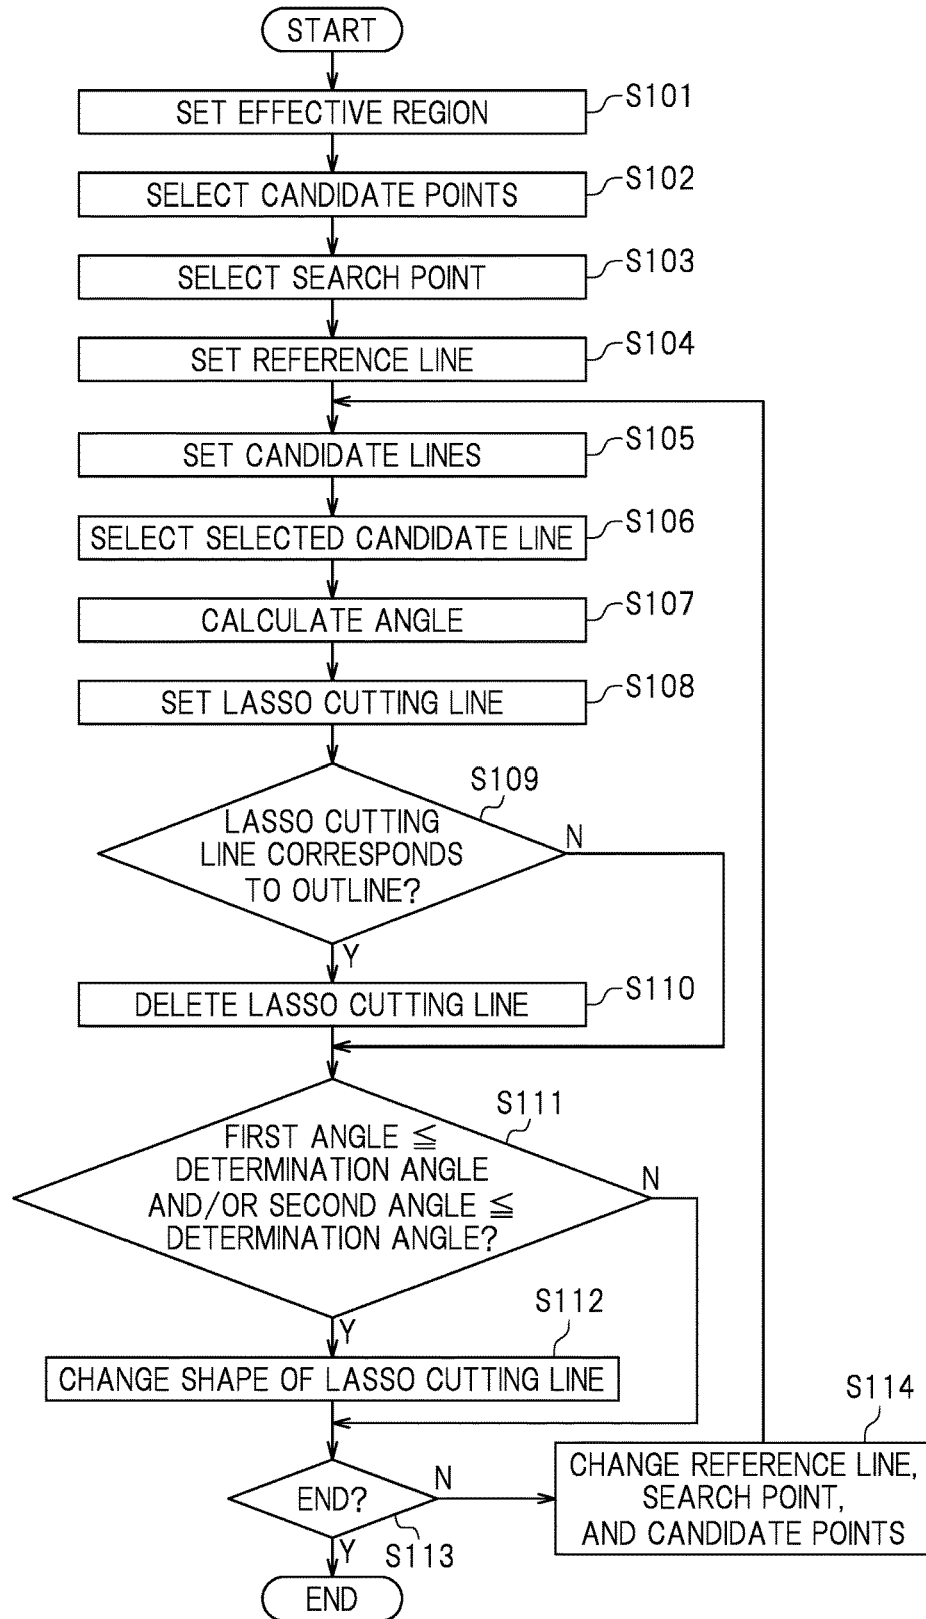 START
SET EFFECTIVE REGION
S101
SELECT CANDIDATE POINTS
S102
SELECT SEARCH POINT
S103
SET REFERENCE LINE
S104
SET CANDIDATE LINES
S105
SELECT SELECTED CANDIDATE LINE
S106
CALCULATE ANGLE
S107
SET LASSO CUTTING LINE
S108
S109
LASSO CUTTING
LINE CORRESPONDS
TO OUTLINE?
N
Y
DELETE LASSO CUTTING LINE
S110
S111
FIRST ANGLE ≦
DETERMINATION ANGLE
AND/OR SECOND ANGLE ≦
DETERMINATION ANGLE?
N
Y
S112
CHANGE SHAPE OF LASSO CUTTING LINE
S114
CHANGE REFERENCE LINE,
SEARCH POINT,
AND CANDIDATE POINTS
END?
N
S113
Y
END